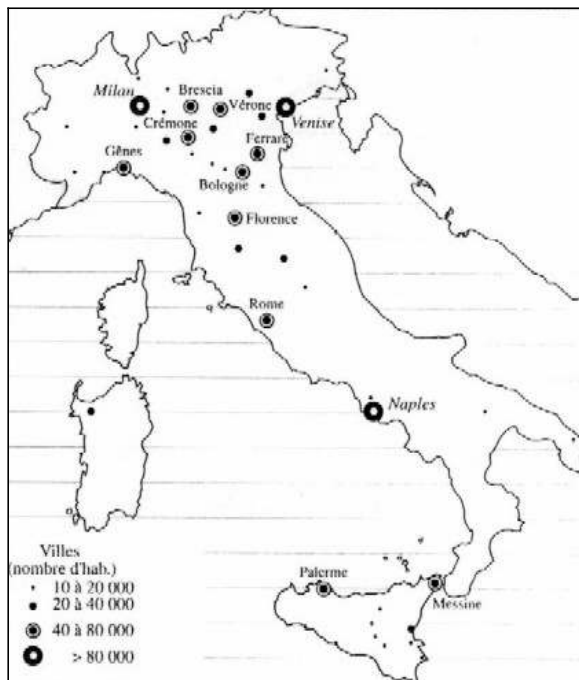 Milan
Brescia
Vérone
Venise
Crémone
Ferrare
Gênes
Bologne
Florence
Rome
Naples
Palerme
Messine
Villes
(nombre d'hab.)
10 à 20 000
20 à 40 000
40 à 80 000
> 80 000